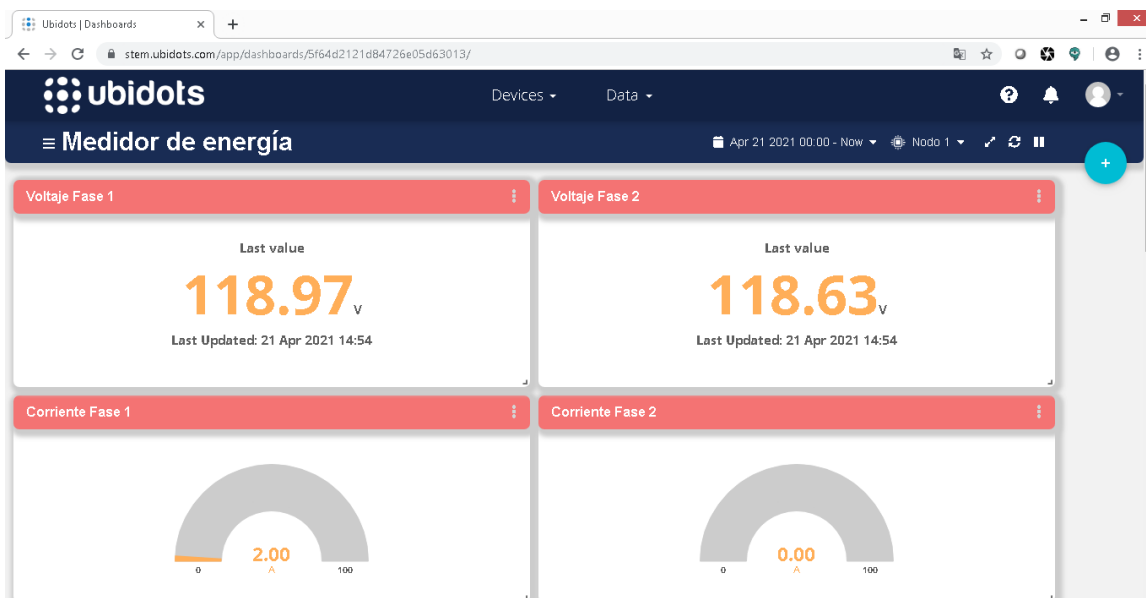 Ubidots | Dashboards
stem.ubidots.com/app/dashboards/5f64d2121d84726e05d63013/
ubidots
Devices
Data
Medidor de energía
Apr 21 2021 00:00 - Now
Nodo 1
Voltaje Fase 1
Last value
118.97 V
Last Updated: 21 Apr 2021 14:54
Voltaje Fase 2
Last value
118.63 V
Last Updated: 21 Apr 2021 14:54
Corriente Fase 1
2.00
A
0
100
Corriente Fase 2
0.00
A
0
100